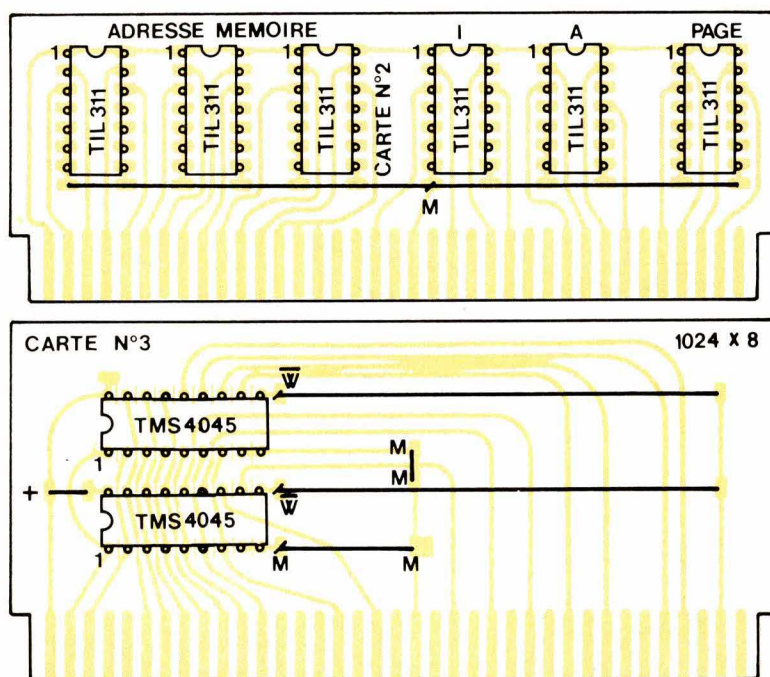 ADRESSE MEMOIRE I A PAGE
1 1 1 1 1 1
TIL311 TIL311 TIL311 CARTE N°2 TIL311 TIL311 TIL311
M
CARTE N°3 1024 X 8
W̅
TMS4045
1
M
M
+
W̅
TMS4045
1
M M